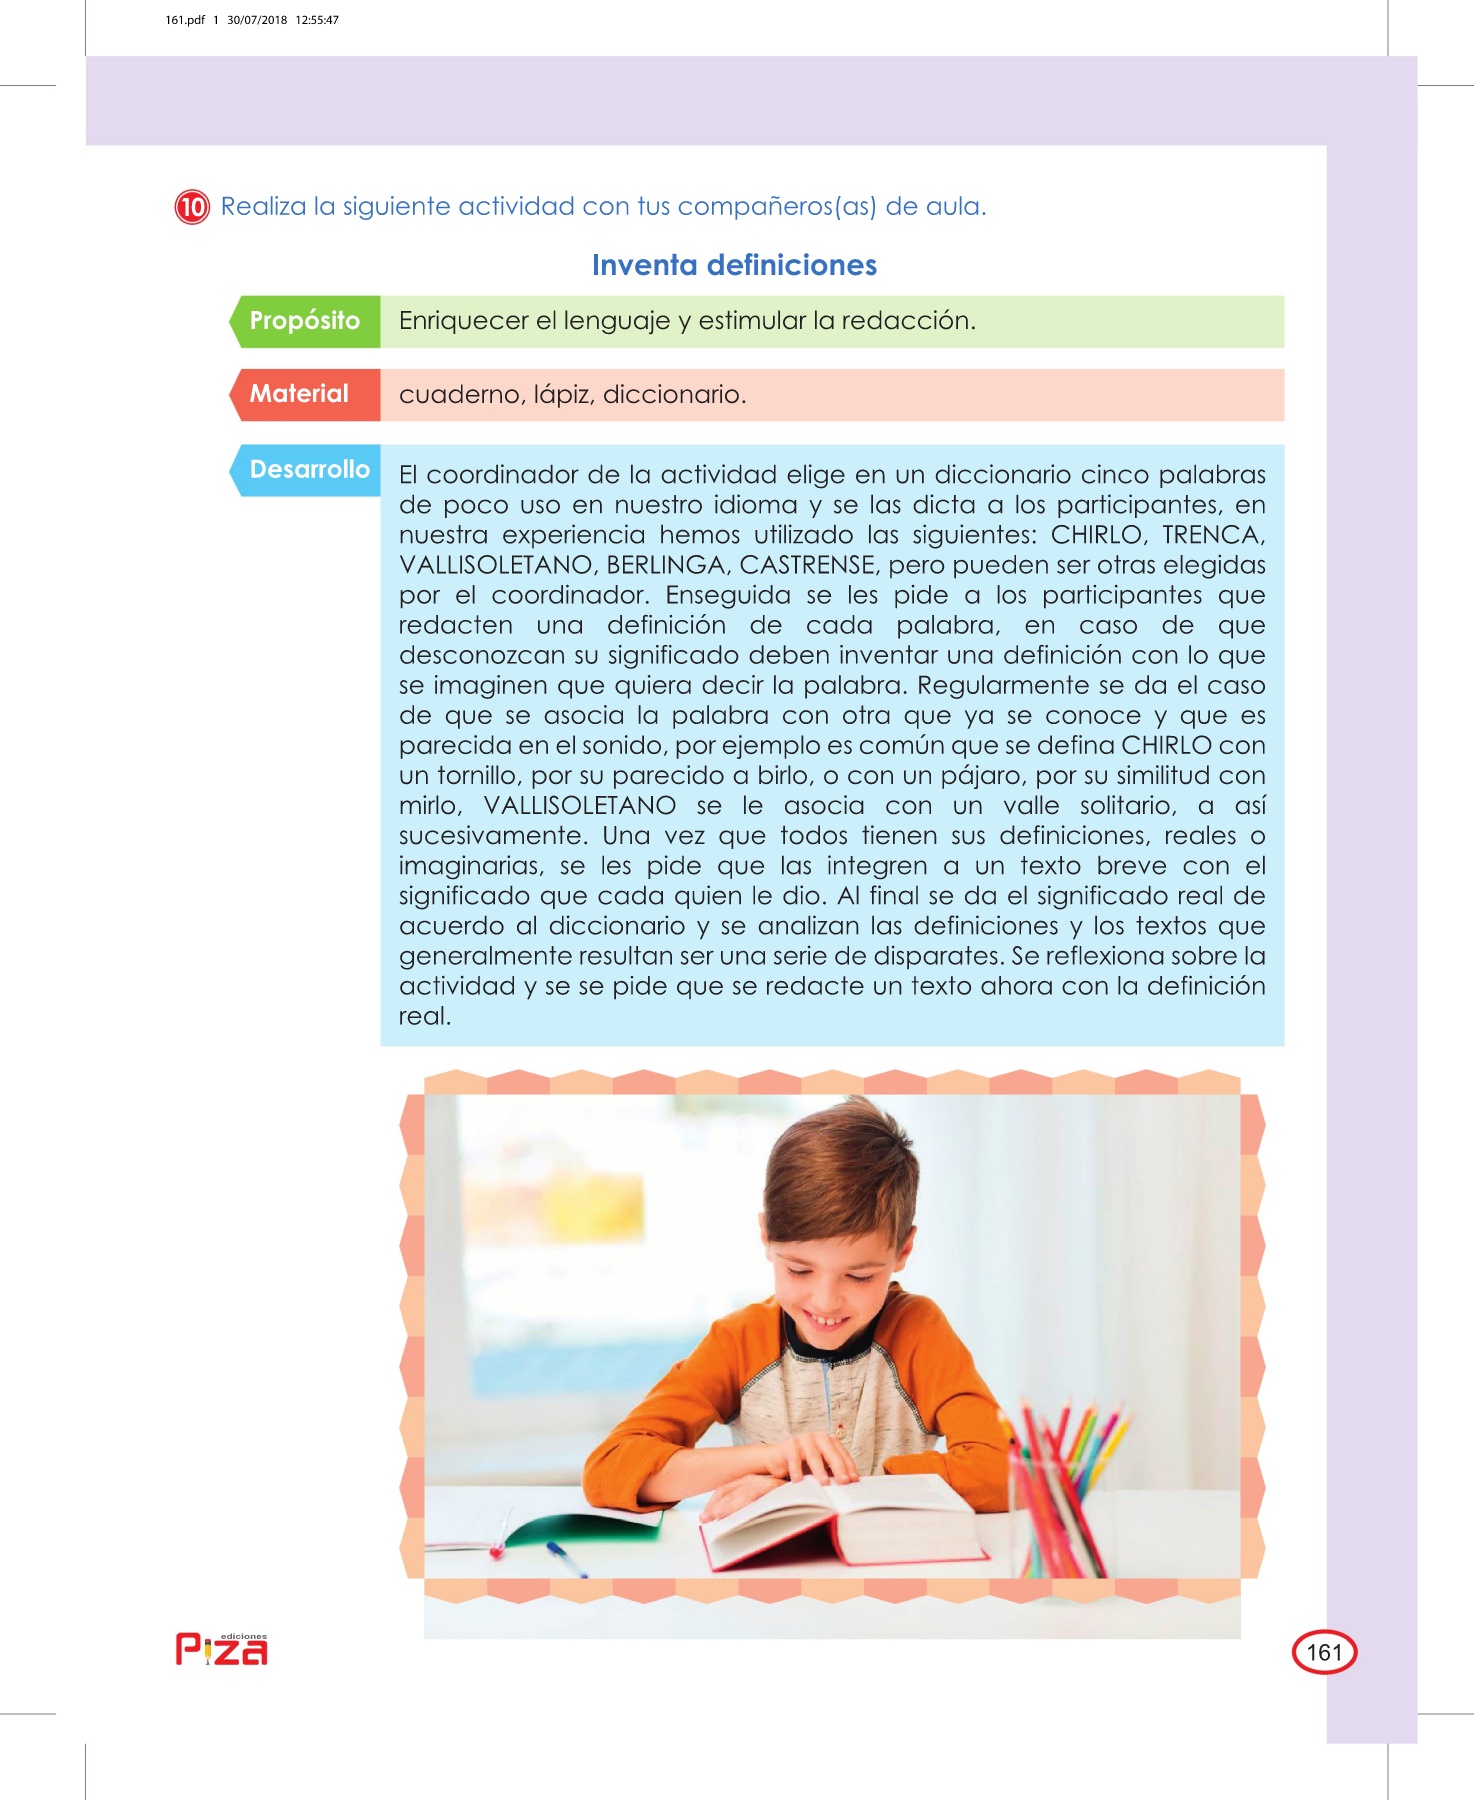 161.pdf 1 30/07/2018 12:55:47
10 Realiza la siguiente actividad con tus compañeros(as) de aula.
Inventa definiciones
Propósito Enriquecer el lenguaje y estimular la redacción.
Material cuaderno, lápiz, diccionario.
Desarrollo
El coordinador de la actividad elige en un diccionario cinco palabras
de poco uso en nuestro idioma y se las dicta a los participantes, en
nuestra experiencia hemos utilizado las siguientes: CHIRLO, TRENCA,
VALLISOLETANO, BERLINGA, CASTRENSE, pero pueden ser otras elegidas
por el coordinador. Enseguida se les pide a los participantes que
redacten una definición de cada palabra, en caso de que
desconozcan su significado deben inventar una definición con lo que
se imaginen que quiera decir la palabra. Regularmente se da el caso
de que se asocia la palabra con otra que ya se conoce y que es
parecida en el sonido, por ejemplo es común que se defina CHIRLO con
un tornillo, por su parecido a birlo, o con un pájaro, por su similitud con
mirlo, VALLISOLETANO se le asocia con un valle solitario, a así
sucesivamente. Una vez que todos tienen sus definiciones, reales o
imaginarias, se les pide que las integren a un texto breve con el
significado que cada quien le dio. Al final se da el significado real de
acuerdo al diccionario y se analizan las definiciones y los textos que
generalmente resultan ser una serie de disparates. Se reflexiona sobre la
actividad y se se pide que se redacte un texto ahora con la definición
real.
ediciones
Piza
161